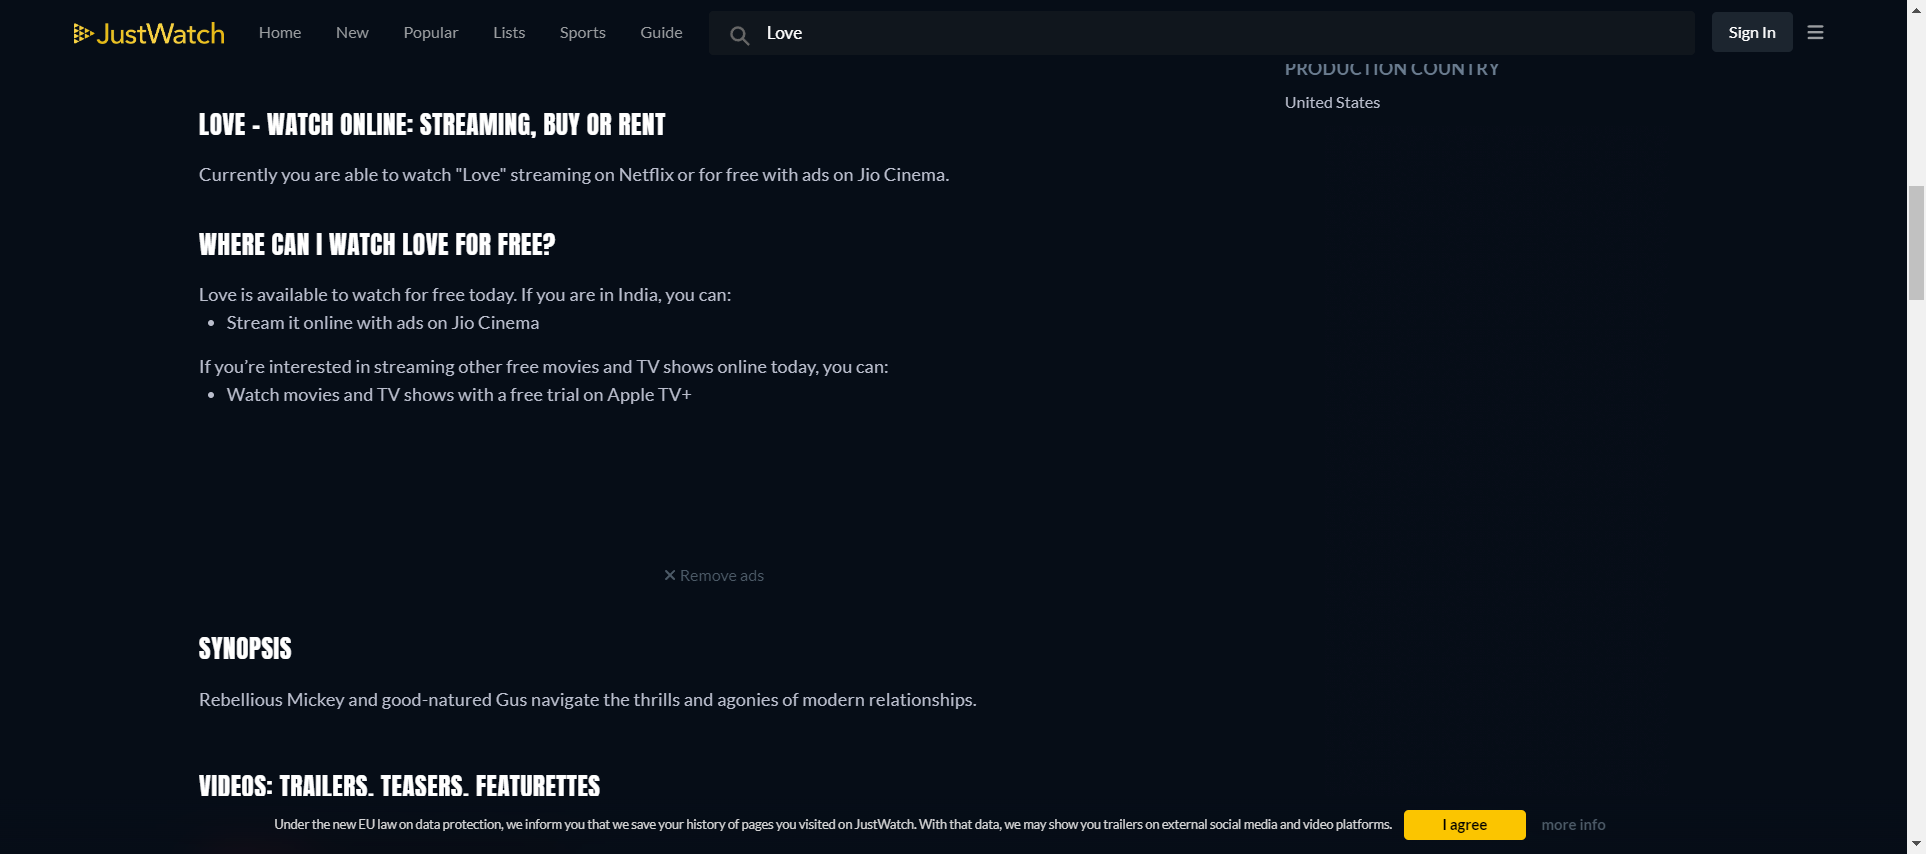 JustWatch
Home New Popular Lists Sports Guide
Love
Sign In
PRODUCTION COUNTRY
United States
LOVE - WATCH ONLINE: STREAMING, BUY OR RENT
Currently you are able to watch "Love" streaming on Netflix or for free with ads on Jio Cinema.
WHERE CAN I WATCH LOVE FOR FREE?
Love is available to watch for free today. If you are in India, you can:
• Stream it online with ads on Jio Cinema
If you’re interested in streaming other free movies and TV shows online today, you can:
• Watch movies and TV shows with a free trial on Apple TV+
✕ Remove ads
SYNOPSIS
Rebellious Mickey and good-natured Gus navigate the thrills and agonies of modern relationships.
VIDEOS: TRAILERS, TEASERS, FEATURETTES
Under the new EU law on data protection, we inform you that we save your history of pages you visited on JustWatch. With that data, we may show you trailers on external social media and video platforms.
I agree
more info